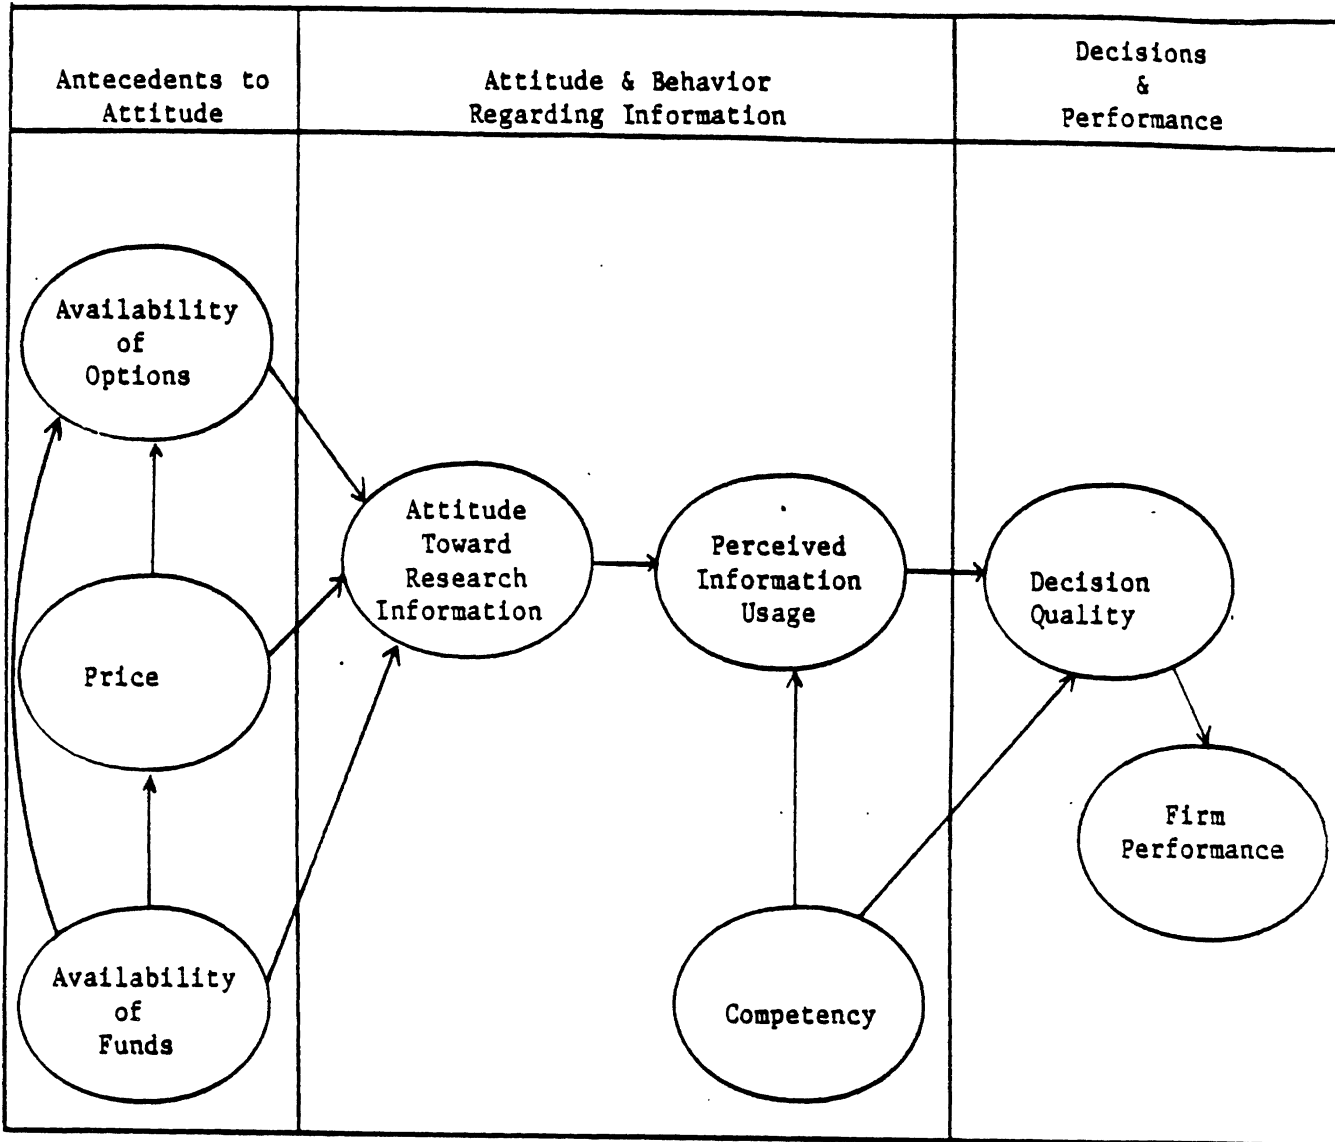 Antecedents to
Attitude
Attitude & Behavior
Regarding Information
Decisions
&
Performance
Availability
of
Options
Price
Availability
of
Funds
Attitude
Toward
Research
Information
Perceived
Information
Usage
Competency
Decision
Quality
Firm
Performance